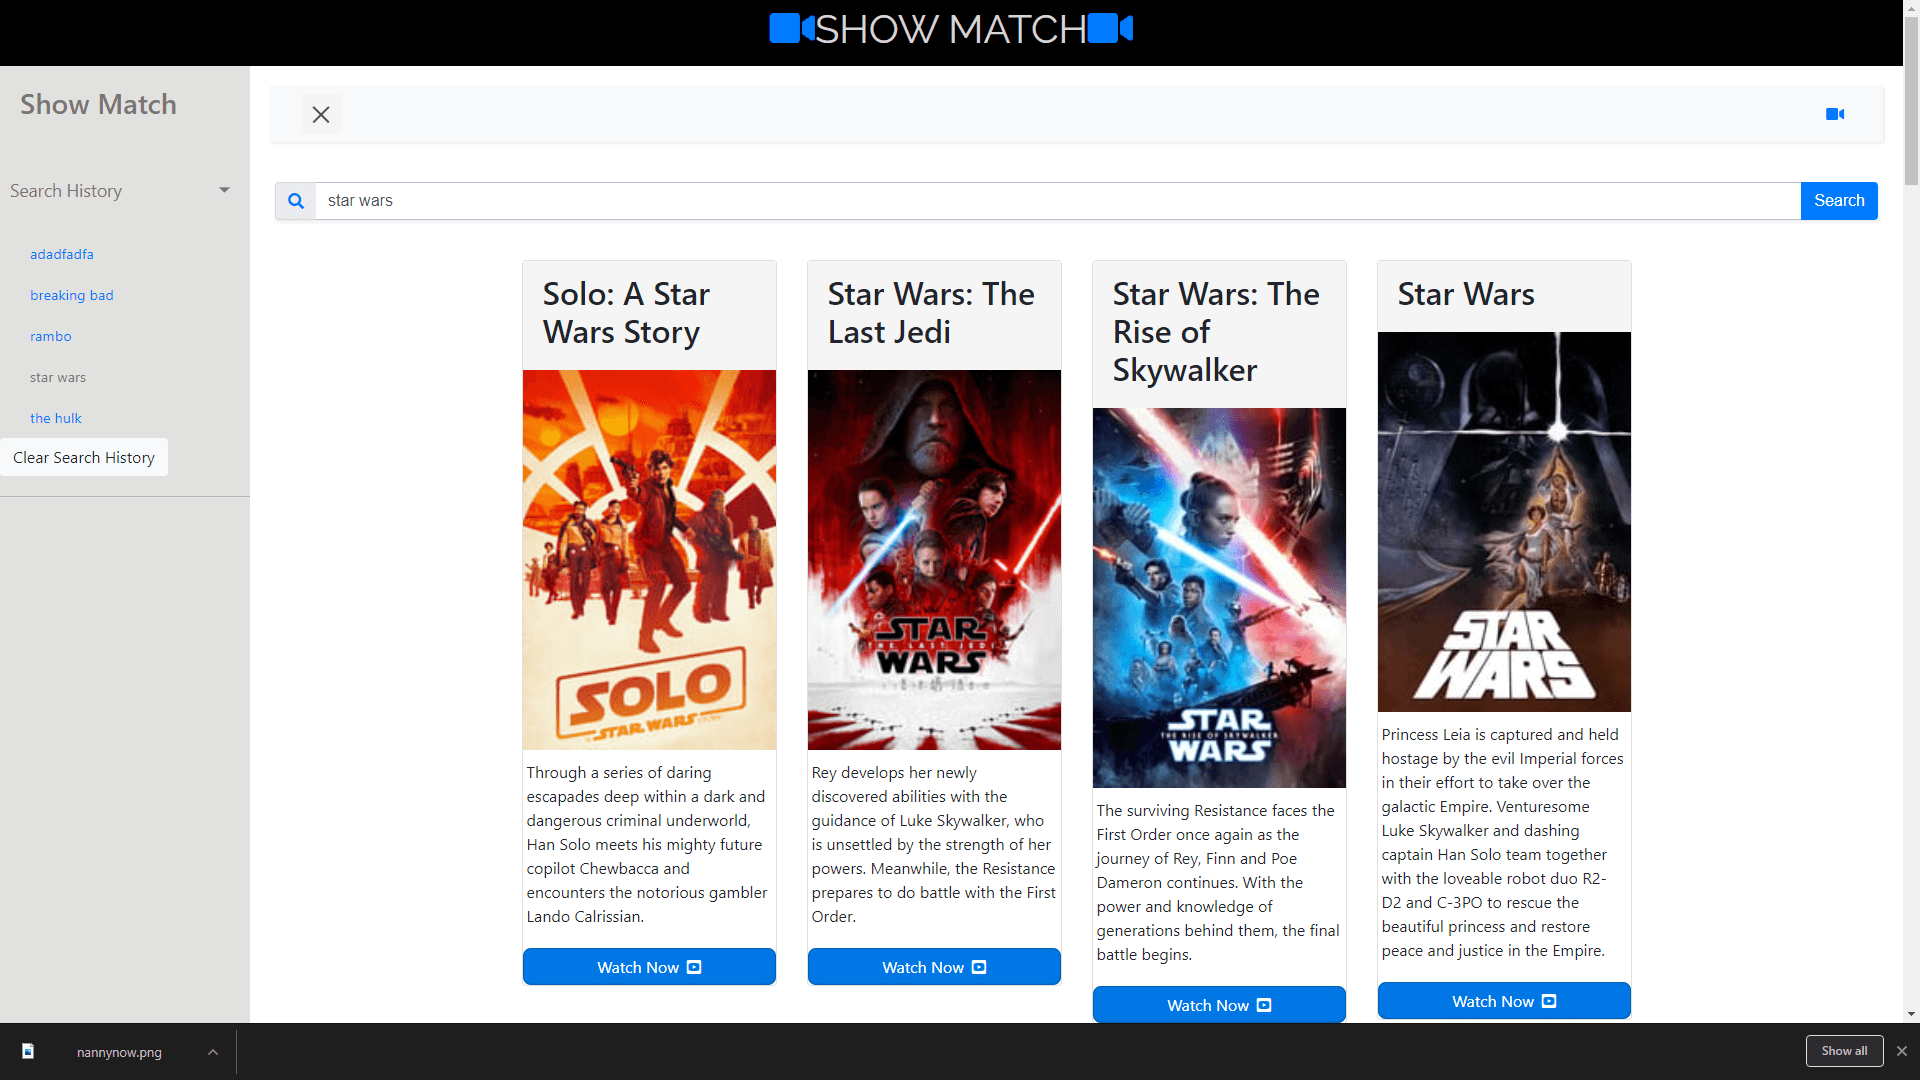 SHOW MATCH
Show Match
Search History
adadfadfa
breaking bad
rambo
star wars
the hulk
Clear Search History
star wars
Search
Solo: A Star
Wars Story
SOLO
A STAR WARS STORY
Through a series of daring
escapades deep within a dark and
dangerous criminal underworld,
Han Solo meets his mighty future
copilot Chewbacca and
encounters the notorious gambler
Lando Calrissian.
Watch Now
Star Wars: The
Last Jedi
STAR
THE LAST JEDI
WARS
Rey develops her newly
discovered abilities with the
guidance of Luke Skywalker, who
is unsettled by the strength of her
powers. Meanwhile, the Resistance
prepares to do battle with the First
Order.
Watch Now
Star Wars: The
Rise of
Skywalker
STAR
THE RISE OF SKYWALKER
WARS
The surviving Resistance faces the
First Order once again as the
journey of Rey, Finn and Poe
Dameron continues. With the
power and knowledge of
generations behind them, the final
battle begins.
Watch Now
Star Wars
STAR
WARS
Princess Leia is captured and held
hostage by the evil Imperial forces
in their effort to take over the
galactic Empire. Venturesome
Luke Skywalker and dashing
captain Han Solo team together
with the loveable robot duo R2-
D2 and C-3PO to rescue the
beautiful princess and restore
peace and justice in the Empire.
Watch Now
nannynow.png
Show all